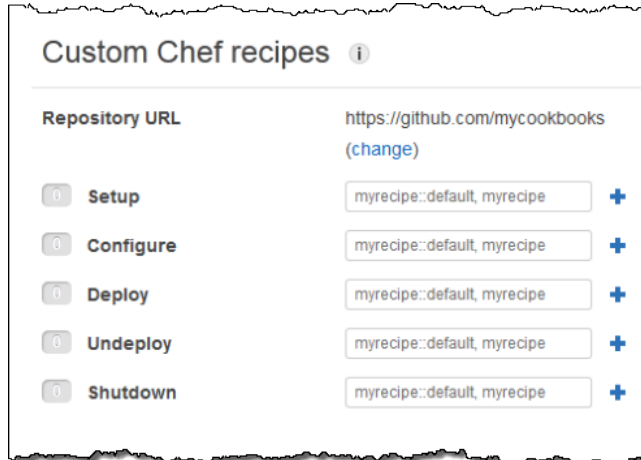 Custom Chef recipes i
Repository URL https://github.com/mycookbooks
(change)
0 Setup myrecipe::default, myrecipe
0 Configure myrecipe::default, myrecipe
0 Deploy myrecipe::default, myrecipe
0 Undeploy myrecipe::default, myrecipe
0 Shutdown myrecipe::default, myrecipe